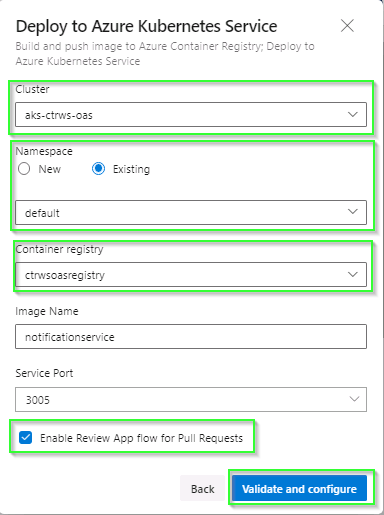 Deploy to Azure Kubernetes Service
Build and push image to Azure Container Registry; Deploy to
Azure Kubernetes Service
Cluster
aks-ctrws-oas
Namespace
New
Existing
default
Container registry
ctrwsoasregistry
Image Name
notificationservice
Service Port
3005
Enable Review App flow for Pull Requests
Back
Validate and configure